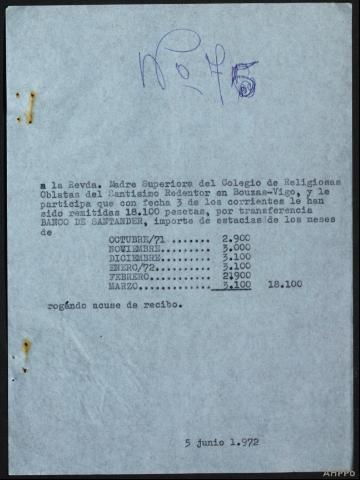 Nº. 75
a la Revda. Madre Superiora del Colegio de Religiosas
Oblatas del Santisimo Redentor en Bouzas-Vigo, y le
participa que con fecha 3 de los corrientes le han
sido remitidas 18.100 pesetas, por transferencia
BANCO DE SANTANDER, importe de estacias de los meses
de
OCTUBRE/71 ....... 2.900
NOVIEMBRE......... 3.000
DICIEMBRE......... 3.100
ENERO/72.......... 3.100
FEBRERO........... 2.900
MARZO............. 3.100 18.100
rogándo acuse de recibo.
5 junio 1.972
AHPPO